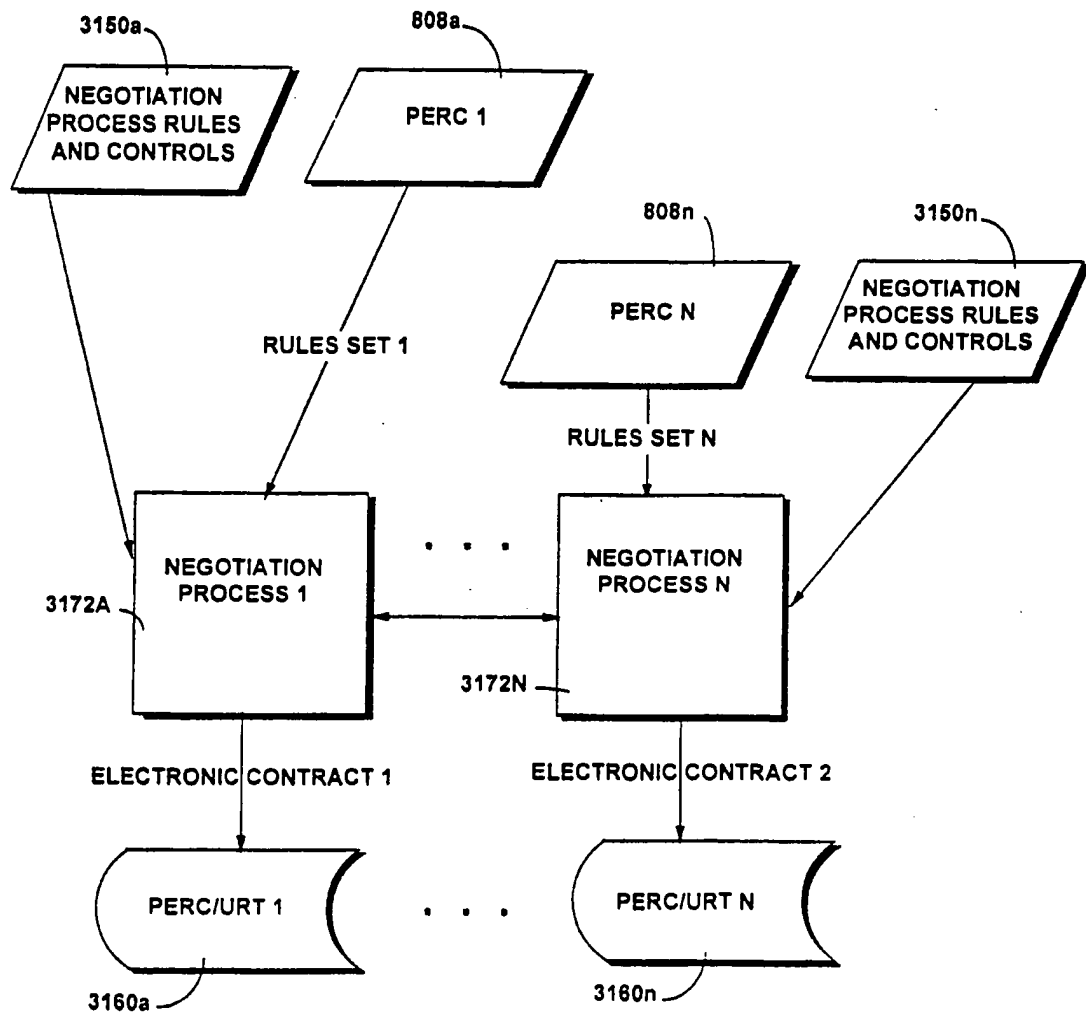 3150a
808a
NEGOTIATION
PROCESS RULES
AND CONTROLS
PERC 1
808n
3150n
PERC N
NEGOTIATION
PROCESS RULES
AND CONTROLS
RULES SET 1
RULES SET N
NEGOTIATION
PROCESS 1
. . .
NEGOTIATION
PROCESS N
3172A
3172N
ELECTRONIC CONTRACT 1
ELECTRONIC CONTRACT 2
PERC/URT 1
. . .
PERC/URT N
3160a
3160n